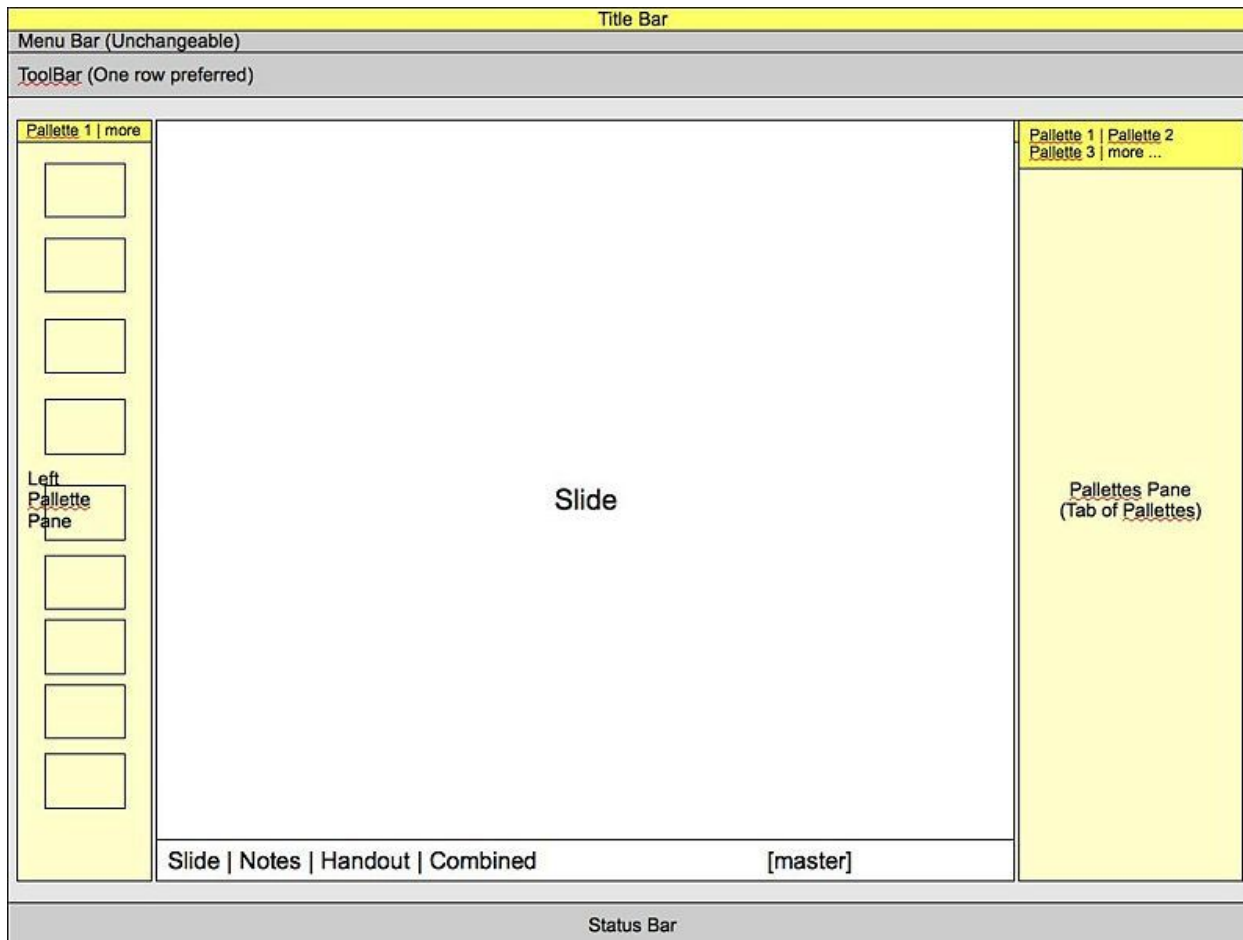 Title Bar
Menu Bar (Unchangeable)
ToolBar (One row preferred)
Pallette 1 | more
Left
Pallette
Pane
Slide
Slide | Notes | Handout | Combined
[master]
Pallette 1 | Pallette 2
Pallette 3 | more ...
Pallettes Pane
(Tab of Pallettes)
Status Bar